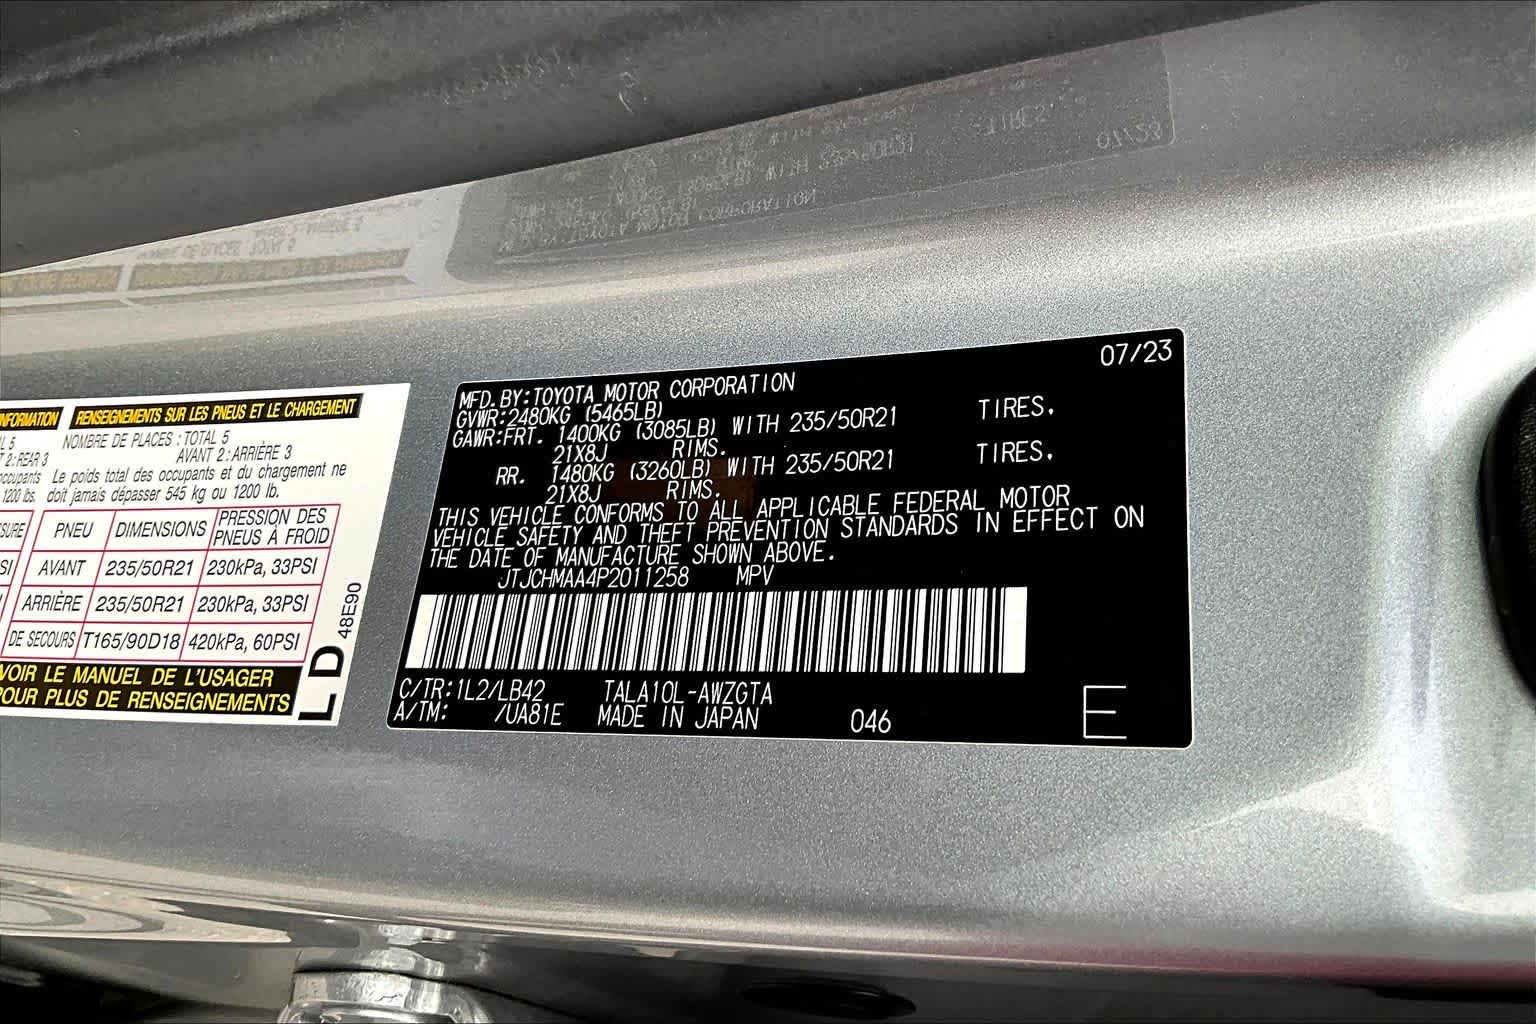 INFORMATION
RENSEIGNEMENTS SUR LES PNEUS ET LE CHARGEMENT
NOMBRE DE PLACES : TOTAL 5
AVANT 2 : ARRIÈRE 3
2 : REAR 3
Le poids total des occupants et du chargement ne
doit jamais dépasser 545 kg ou 1200 lb.
1200 lbs.
PNEU DIMENSIONS PRESSION DES PNEUS À FROID
AVANT 235/50R21 230kPa, 33PSI
ARRIÈRE 235/50R21 230kPa, 33PSI
DE SECOURS T165/90D18 420kPa, 60PSI
VOIR LE MANUEL DE L'USAGER
POUR PLUS DE RENSEIGNEMENTS
LD 48E90
07/23
MFD.BY:TOYOTA MOTOR CORPORATION
GVWR:2480KG (5465LB)
GAWR:FRT. 1400KG (3085LB) WITH 235/50R21 TIRES.
21X8J RIMS.
RR. 1480KG (3260LB) WITH 235/50R21 TIRES.
21X8J RIMS.
THIS VEHICLE CONFORMS TO ALL APPLICABLE FEDERAL MOTOR
VEHICLE SAFETY AND THEFT PREVENTION STANDARDS IN EFFECT ON
THE DATE OF MANUFACTURE SHOWN ABOVE.
JTJCHMAA4P2011258 MPV
C/TR:1L2/LB42 TALA10L-AWZGTA
A/TM: /UA81E MADE IN JAPAN 046 E